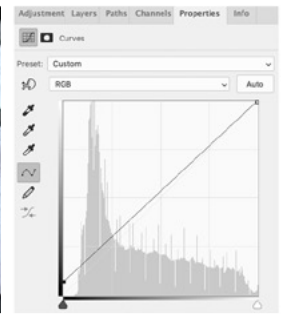 Adjustment Layers Paths Channels Properties Info
Curves
Preset: Custom
RGB Auto